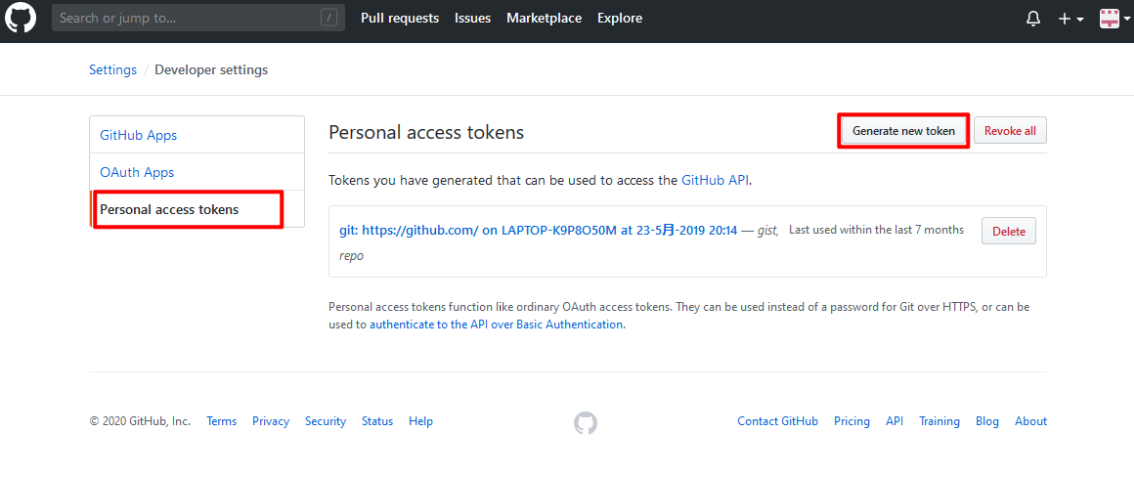 Search or jump to... /
Pull requests Issues Marketplace Explore
Settings / Developer settings
GitHub Apps
OAuth Apps
Personal access tokens
Personal access tokens
Generate new token
Revoke all
Tokens you have generated that can be used to access the GitHub API.
git: https://github.com/ on LAPTOP-K9P8O50M at 23-5月-2019 20:14 — gist, Last used within the last 7 months
repo
Delete
Personal access tokens function like ordinary OAuth access tokens. They can be used instead of a password for Git over HTTPS, or can be
used to authenticate to the API over Basic Authentication.
© 2020 GitHub, Inc. Terms Privacy Security Status Help
Contact GitHub Pricing API Training Blog About